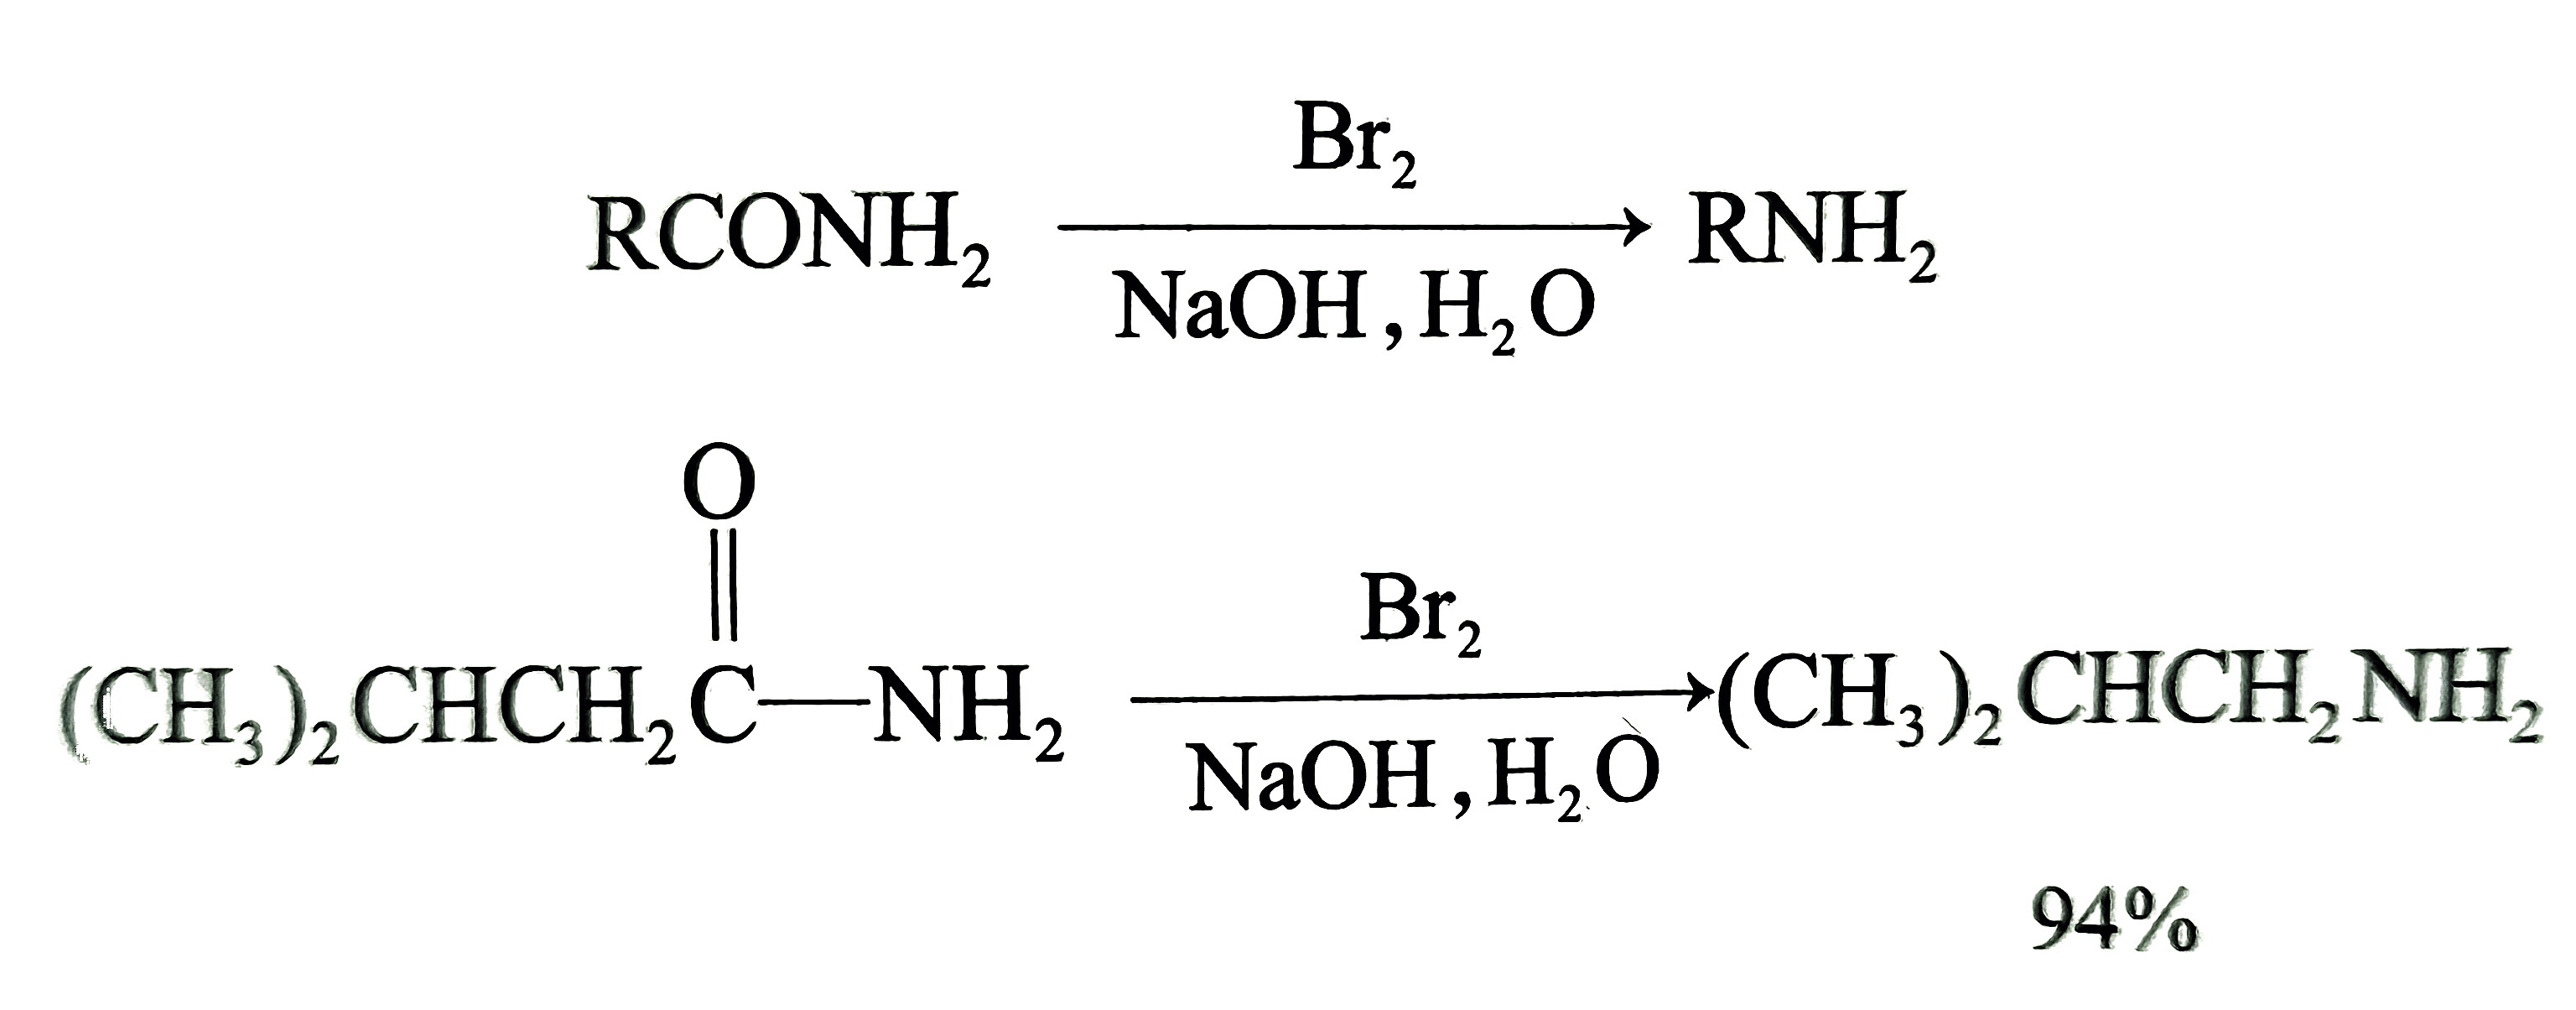 RCONH₂ —Br₂ / NaOH, H₂O→ RNH₂
O
(CH₃)₂CHCH₂C—NH₂ —Br₂ / NaOH, H₂O→ (CH₃)₂CHCH₂NH₂
94%